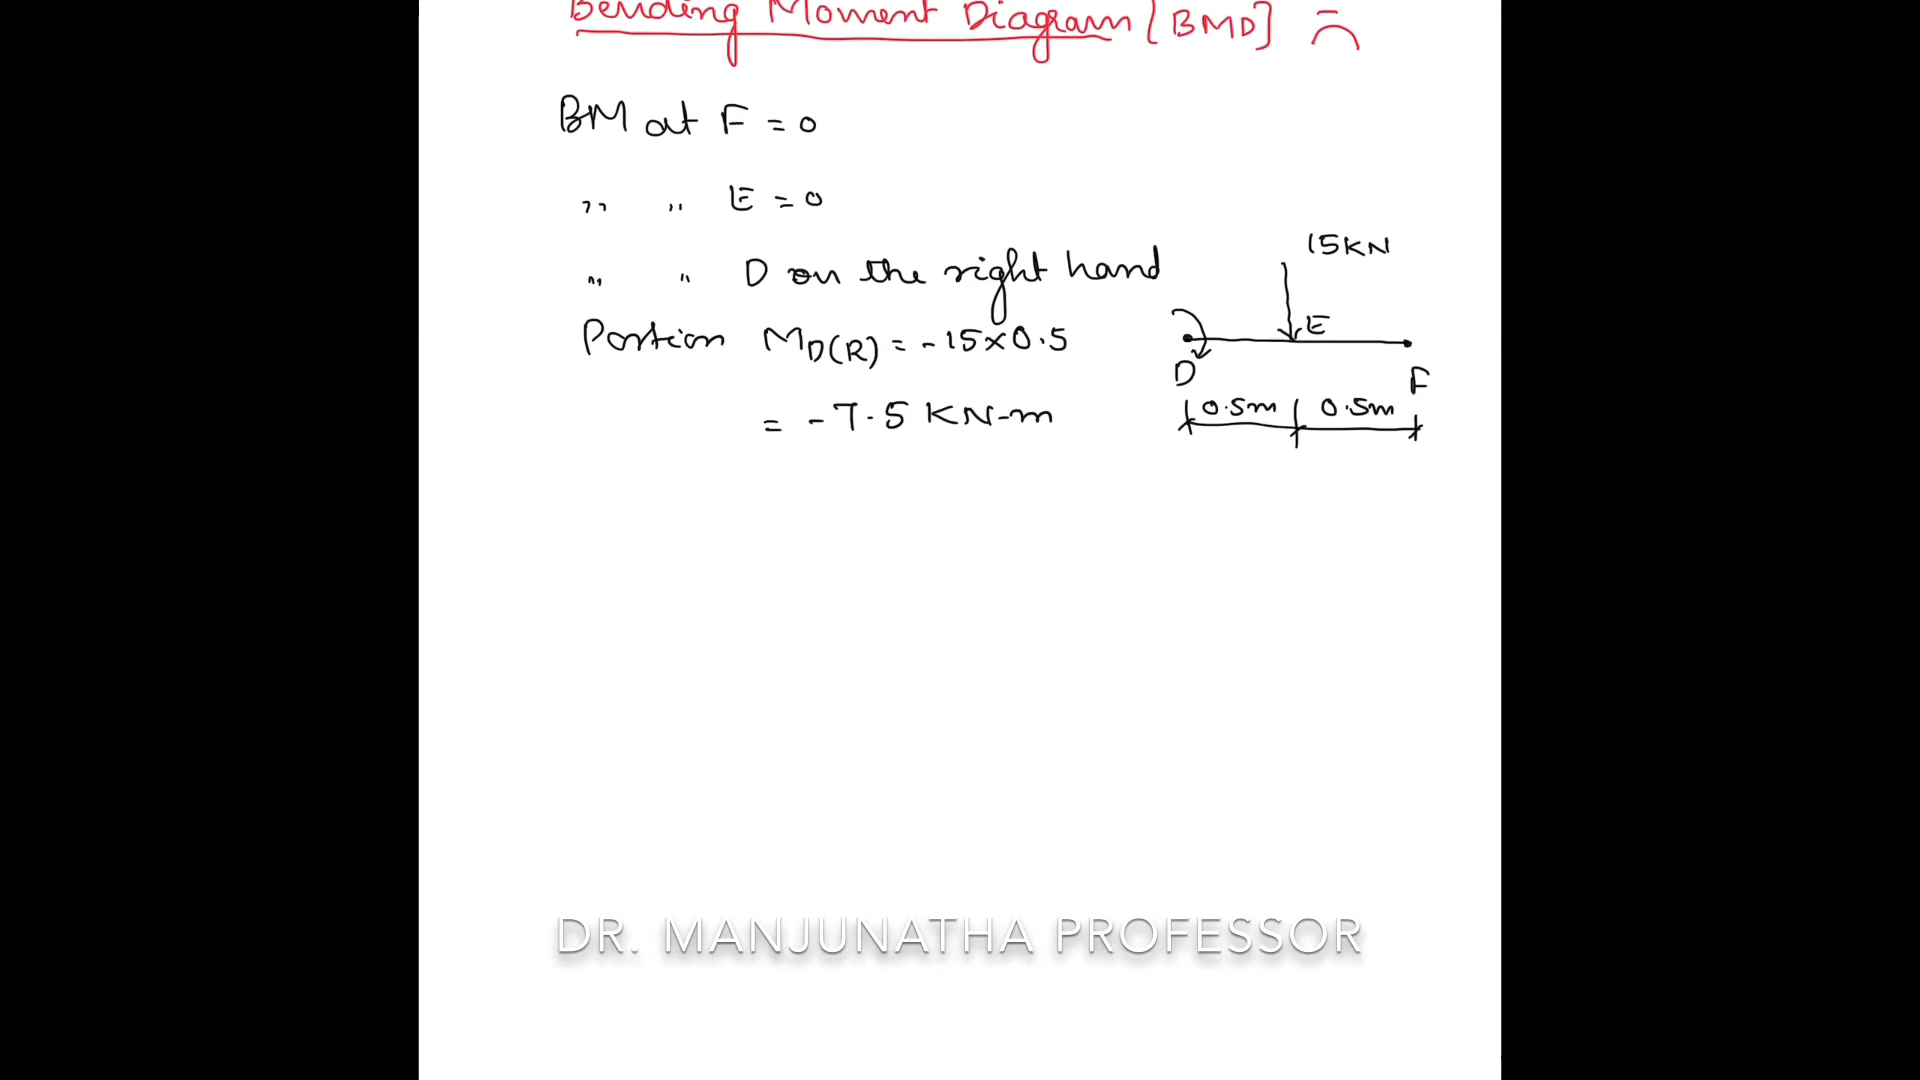 Bending Moment Diagram [BMD]
BM at F = 0
,, ,, E = 0
,, ,, D on the right hand
Portion MD(R) = -15×0.5
= -7.5 KN-m
15KN
E
D
F
0.5m 0.5m
DR. MANJUNATHA PROFESSOR